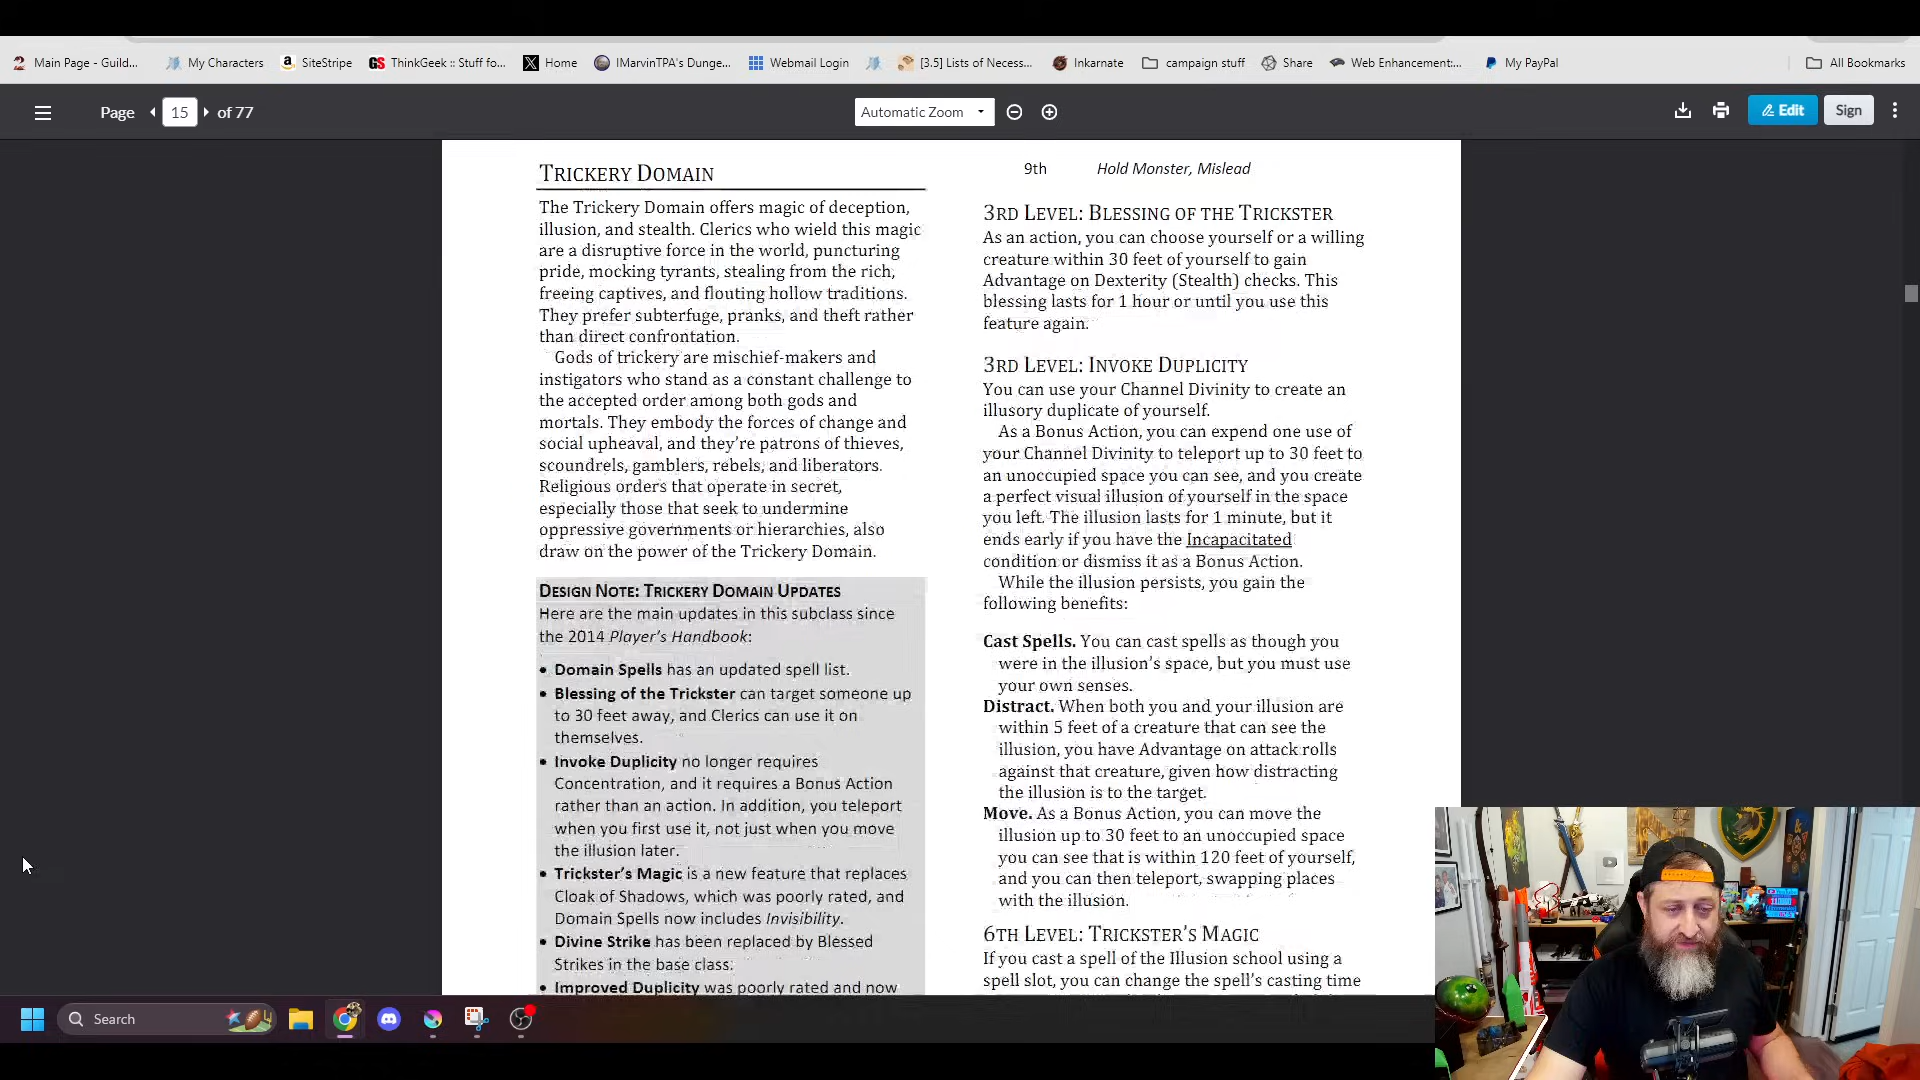 Main Page - Guild...
My Characters
SiteStripe
ThinkGeek :: Stuff fo...
Home
IMarvinTPA's Dunge...
Webmail Login
[3.5] Lists of Necess...
Inkarnate
campaign stuff
Share
Web Enhancement:...
My PayPal
All Bookmarks
Page 15 of 77
Automatic Zoom
Edit
Sign
TRICKERY DOMAIN
The Trickery Domain offers magic of deception,
illusion, and stealth. Clerics who wield this magic
are a disruptive force in the world, puncturing
pride, mocking tyrants, stealing from the rich,
freeing captives, and flouting hollow traditions.
They prefer subterfuge, pranks, and theft rather
than direct confrontation.
Gods of trickery are mischief-makers and
instigators who stand as a constant challenge to
the accepted order among both gods and
mortals. They embody the forces of change and
social upheaval, and they're patrons of thieves,
scoundrels, gamblers, rebels, and liberators.
Religious orders that operate in secret,
especially those that seek to undermine
oppressive governments or hierarchies, also
draw on the power of the Trickery Domain.
DESIGN NOTE: TRICKERY DOMAIN UPDATES
Here are the main updates in this subclass since
the 2014 Player's Handbook:
• Domain Spells has an updated spell list.
• Blessing of the Trickster can target someone up
to 30 feet away, and Clerics can use it on
themselves.
• Invoke Duplicity no longer requires
Concentration, and it requires a Bonus Action
rather than an action. In addition, you teleport
when you first use it, not just when you move
the illusion later.
• Trickster's Magic is a new feature that replaces
Cloak of Shadows, which was poorly rated, and
Domain Spells now includes Invisibility.
• Divine Strike has been replaced by Blessed
Strikes in the base class.
• Improved Duplicity was poorly rated and now
9th Hold Monster, Mislead
3RD LEVEL: BLESSING OF THE TRICKSTER
As an action, you can choose yourself or a willing
creature within 30 feet of yourself to gain
Advantage on Dexterity (Stealth) checks. This
blessing lasts for 1 hour or until you use this
feature again.
3RD LEVEL: INVOKE DUPLICITY
You can use your Channel Divinity to create an
illusory duplicate of yourself.
As a Bonus Action, you can expend one use of
your Channel Divinity to teleport up to 30 feet to
an unoccupied space you can see, and you create
a perfect visual illusion of yourself in the space
you left. The illusion lasts for 1 minute, but it
ends early if you have the Incapacitated
condition or dismiss it as a Bonus Action.
While the illusion persists, you gain the
following benefits:
Cast Spells. You can cast spells as though you
were in the illusion's space, but you must use
your own senses.
Distract. When both you and your illusion are
within 5 feet of a creature that can see the
illusion, you have Advantage on attack rolls
against that creature, given how distracting
the illusion is to the target.
Move. As a Bonus Action, you can move the
illusion up to 30 feet to an unoccupied space
you can see that is within 120 feet of yourself,
and you can then teleport, swapping places
with the illusion.
6TH LEVEL: TRICKSTER'S MAGIC
If you cast a spell of the Illusion school using a
spell slot, you can change the spell's casting time
Search